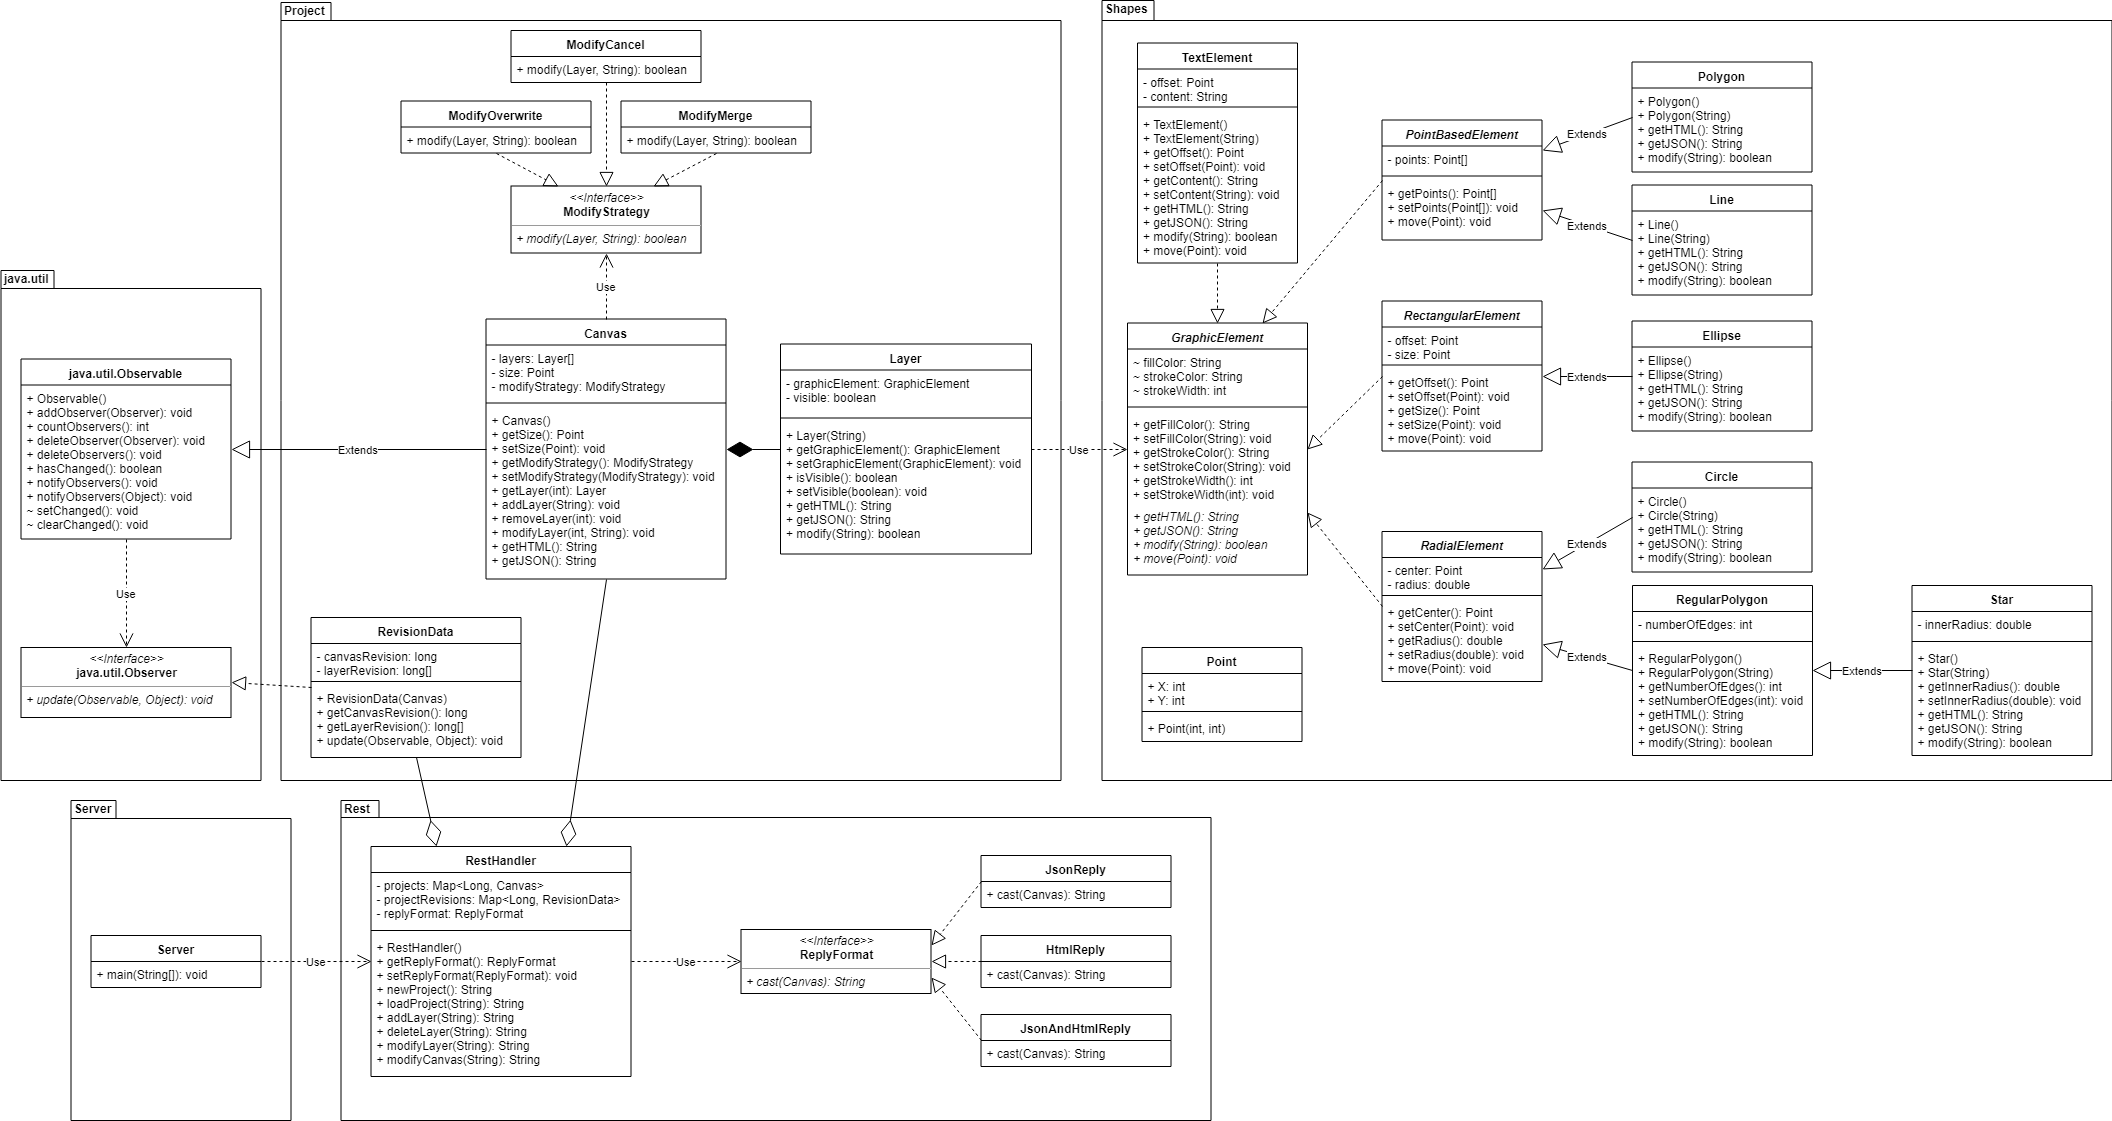 Project
ModifyCancel
+ modify(Layer, String): boolean
ModifyOverwrite
+ modify(Layer, String): boolean
ModifyMerge
+ modify(Layer, String): boolean
<<Interface>>
ModifyStrategy
+ modify(Layer, String): boolean
Use
Canvas
- layers: Layer[]
- size: Point
- modifyStrategy: ModifyStrategy
+ Canvas()
+ getSize(): Point
+ setSize(Point): void
+ getModifyStrategy(): ModifyStrategy
+ setModifyStrategy(ModifyStrategy): void
+ getLayer(int): Layer
+ addLayer(String): void
+ removeLayer(int): void
+ modifyLayer(int, String): void
+ getHTML(): String
+ getJSON(): String
Layer
- graphicElement: GraphicElement
- visible: boolean
+ Layer(String)
+ getGraphicElement(): GraphicElement
+ setGraphicElement(GraphicElement): void
+ isVisible(): boolean
+ setVisible(boolean): void
+ getHTML(): String
+ getJSON(): String
+ modify(String): boolean
Use
Extends
RevisionData
- canvasRevision: long
- layerRevision: long[]
+ RevisionData(Canvas)
+ getCanvasRevision(): long
+ getLayerRevision(): long[]
+ update(Observable, Object): void
java.util
java.util.Observable
+ Observable()
+ addObserver(Observer): void
+ countObservers(): int
+ deleteObserver(Observer): void
+ deleteObservers(): void
+ hasChanged(): boolean
+ notifyObservers(): void
+ notifyObservers(Object): void
~ setChanged(): void
~ clearChanged(): void
Use
<<Interface>>
java.util.Observer
+ update(Observable, Object): void
Shapes
TextElement
- offset: Point
- content: String
+ TextElement()
+ TextElement(String)
+ getOffset(): Point
+ setOffset(Point): void
+ getContent(): String
+ setContent(String): void
+ getHTML(): String
+ getJSON(): String
+ modify(String): boolean
+ move(Point): void
GraphicElement
~ fillColor: String
~ strokeColor: String
~ strokeWidth: int
+ getFillColor(): String
+ setFillColor(String): void
+ getStrokeColor(): String
+ setStrokeColor(String): void
+ getStrokeWidth(): int
+ setStrokeWidth(int): void
+ getHTML(): String
+ getJSON(): String
+ modify(String): boolean
+ move(Point): void
Point
+ X: int
+ Y: int
+ Point(int, int)
PointBasedElement
- points: Point[]
+ getPoints(): Point[]
+ setPoints(Point[]): void
+ move(Point): void
Extends
Extends
Polygon
+ Polygon()
+ Polygon(String)
+ getHTML(): String
+ getJSON(): String
+ modify(String): boolean
Line
+ Line()
+ Line(String)
+ getHTML(): String
+ getJSON(): String
+ modify(String): boolean
RectangularElement
- offset: Point
- size: Point
+ getOffset(): Point
+ setOffset(Point): void
+ getSize(): Point
+ setSize(Point): void
+ move(Point): void
Extends
Ellipse
+ Ellipse()
+ Ellipse(String)
+ getHTML(): String
+ getJSON(): String
+ modify(String): boolean
RadialElement
- center: Point
- radius: double
+ getCenter(): Point
+ setCenter(Point): void
+ getRadius(): double
+ setRadius(double): void
+ move(Point): void
Extends
Extends
Circle
+ Circle()
+ Circle(String)
+ getHTML(): String
+ getJSON(): String
+ modify(String): boolean
RegularPolygon
- numberOfEdges: int
+ RegularPolygon()
+ RegularPolygon(String)
+ getNumberOfEdges(): int
+ setNumberOfEdges(int): void
+ getHTML(): String
+ getJSON(): String
+ modify(String): boolean
Extends
Star
- innerRadius: double
+ Star()
+ Star(String)
+ getInnerRadius(): double
+ setInnerRadius(double): void
+ getHTML(): String
+ getJSON(): String
+ modify(String): boolean
Server
Server
+ main(String[]): void
Use
Rest
RestHandler
- projects: Map<Long, Canvas>
- projectRevisions: Map<Long, RevisionData>
- replyFormat: ReplyFormat
+ RestHandler()
+ getReplyFormat(): ReplyFormat
+ setReplyFormat(ReplyFormat): void
+ newProject(): String
+ loadProject(String): String
+ addLayer(String): String
+ deleteLayer(String): String
+ modifyLayer(String): String
+ modifyCanvas(String): String
Use
<<Interface>>
ReplyFormat
+ cast(Canvas): String
JsonReply
+ cast(Canvas): String
HtmlReply
+ cast(Canvas): String
JsonAndHtmlReply
+ cast(Canvas): String